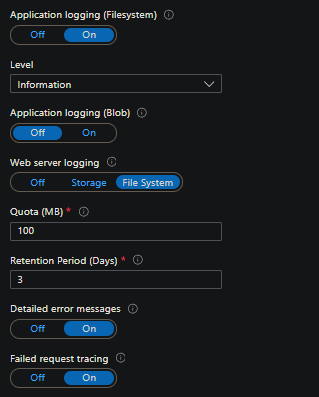 Application logging (Filesystem)
Off On
Level
Information
Application logging (Blob)
Off On
Web server logging
Off Storage File System
Quota (MB) *
100
Retention Period (Days) *
3
Detailed error messages
Off On
Failed request tracing
Off On